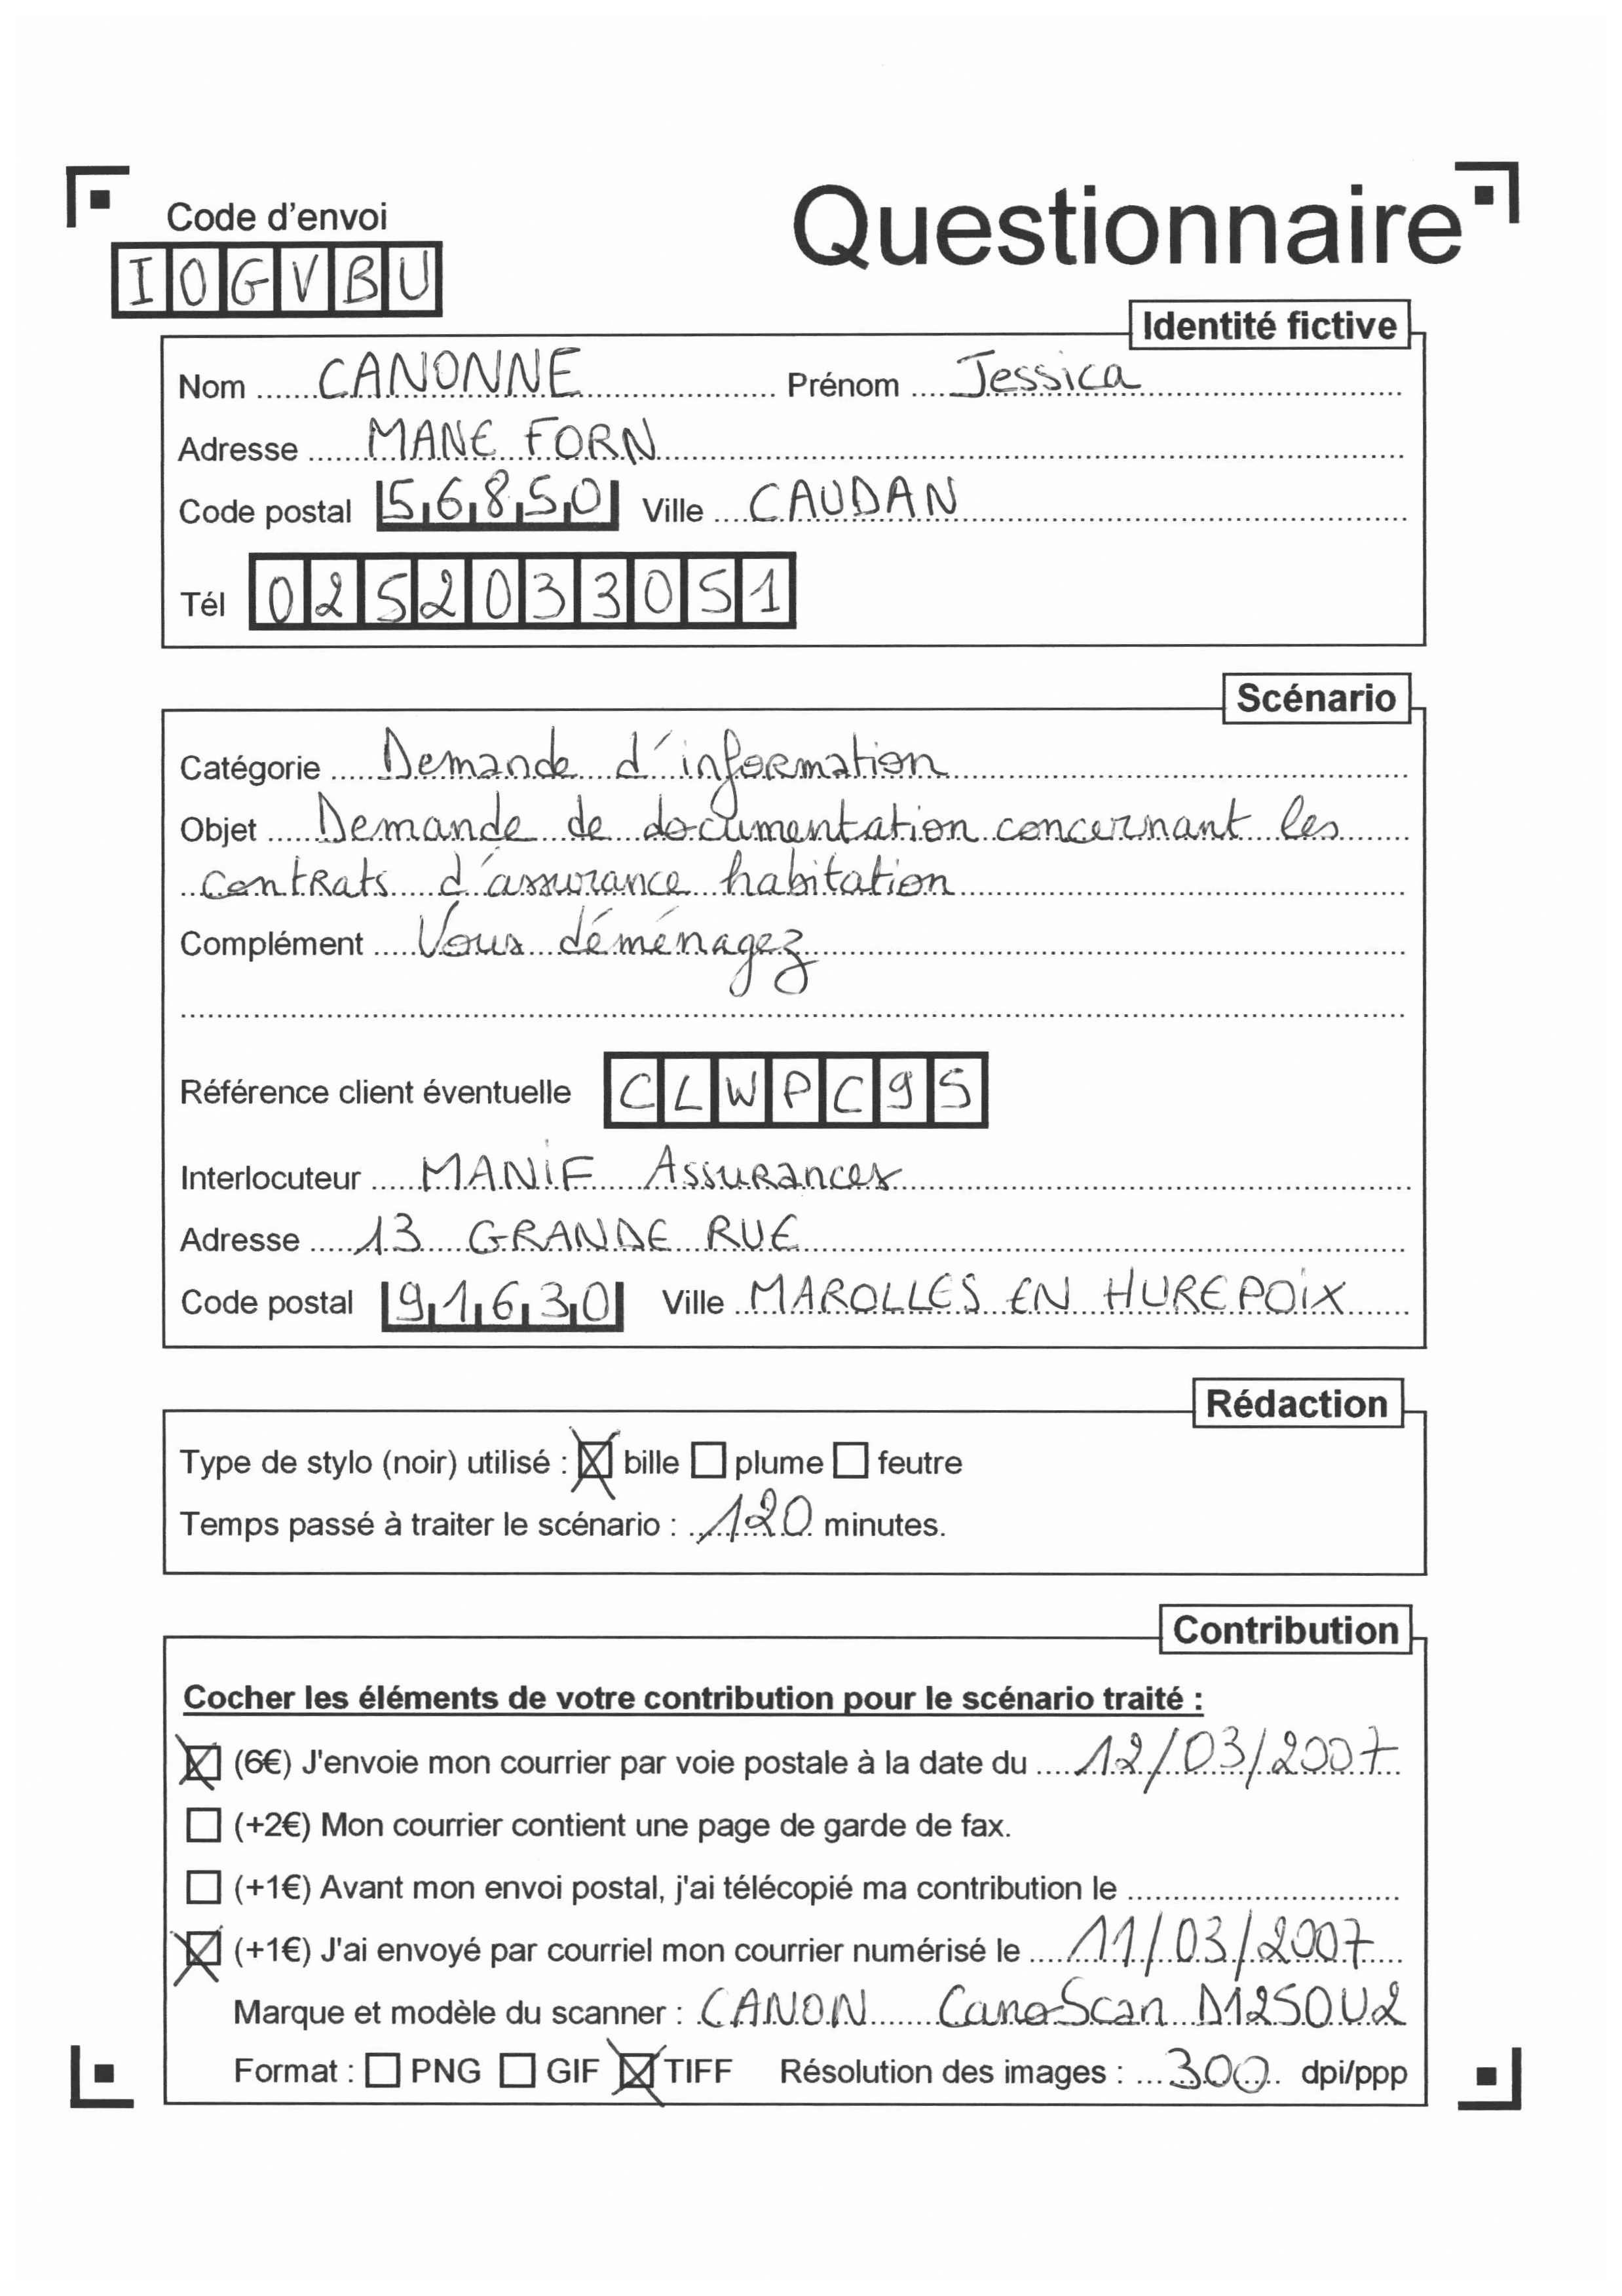 Code d'envoi
Questionnaire
IOGVBU
Identité fictive
Nom CANONNE Prénom Jessica
Adresse MANE FORN
Code postal 56850 Ville CAUDAN
Tél 0252033051
Scénario
Catégorie Demande d'information
Objet Demande de documentation concernant les
contrats d'assurance habitation
Complément Vous déménagez
Référence client éventuelle CLWPC95
Interlocuteur MANiF Assurances
Adresse 13 GRANDE RUE
Code postal 91630 Ville MAROLLES EN HUREPOiX
Rédaction
Type de stylo (noir) utilisé : ☒ bille ☐ plume ☐ feutre
Temps passé à traiter le scénario : 120 minutes.
Contribution
Cocher les éléments de votre contribution pour le scénario traité :
☒ (6€) J'envoie mon courrier par voie postale à la date du 12/03/2007
☐ (+2€) Mon courrier contient une page de garde de fax.
☐ (+1€) Avant mon envoi postal, j'ai télécopié ma contribution le
☒ (+1€) J'ai envoyé par courriel mon courrier numérisé le 11/03/2007
Marque et modèle du scanner : CANON CanoScan D1250U2
Format : ☐ PNG ☐ GIF ☒ TIFF Résolution des images : 300 dpi/ppp